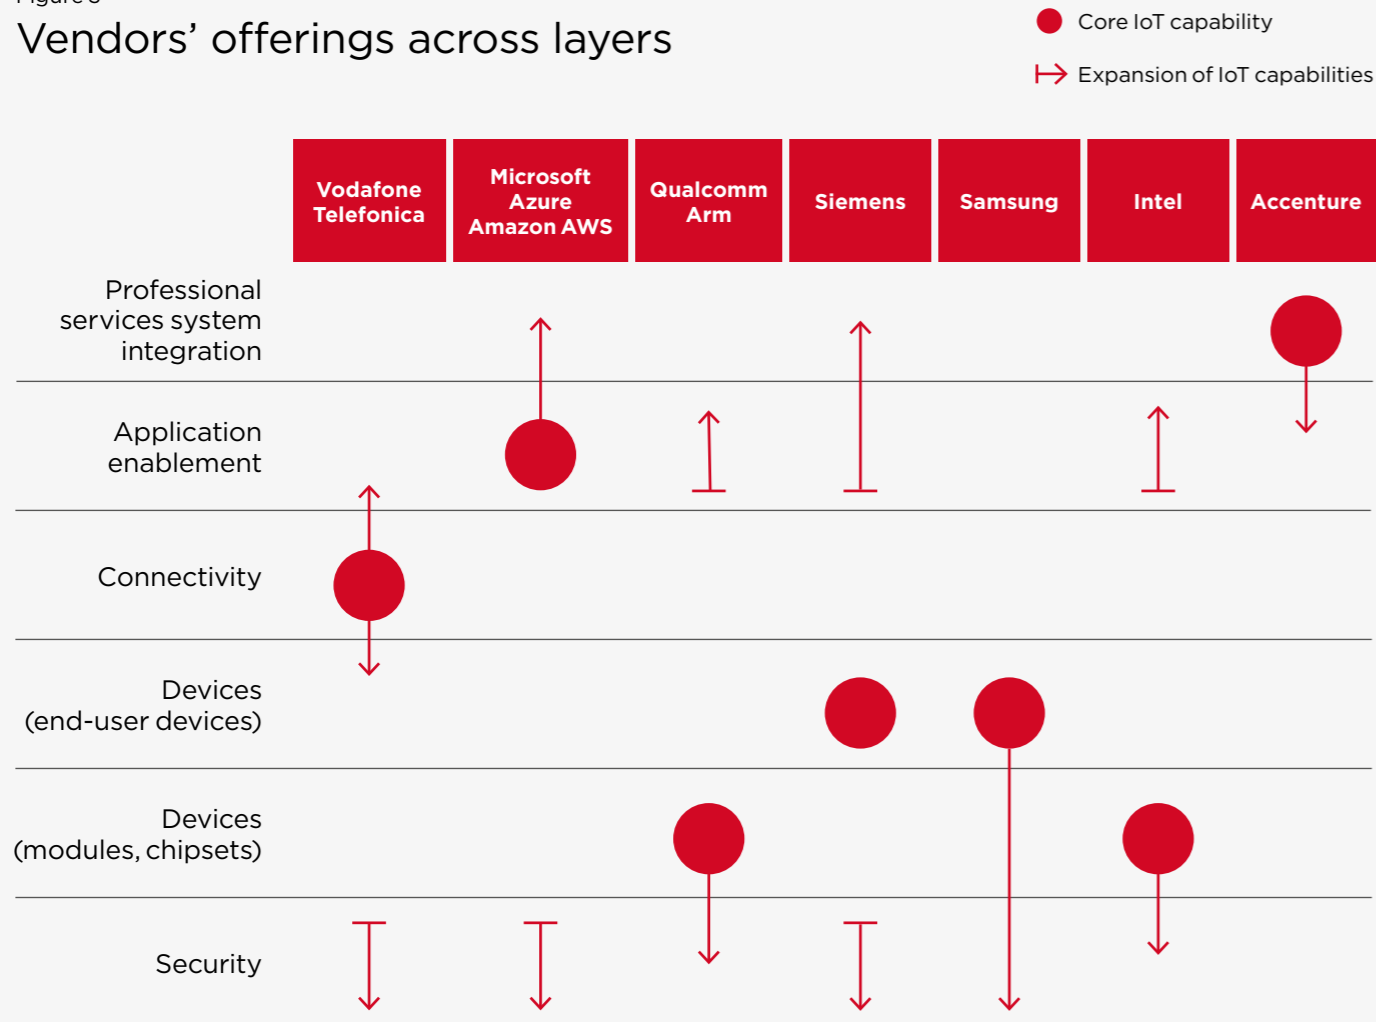 Vendors’ offerings across layers
Core IoT capability
Expansion of IoT capabilities
Vodafone
Telefonica
Microsoft
Azure
Amazon AWS
Qualcomm
Arm
Siemens
Samsung
Intel
Accenture
Professional
services system
integration
Application
enablement
Connectivity
Devices
(end-user devices)
Devices
(modules, chipsets)
Security